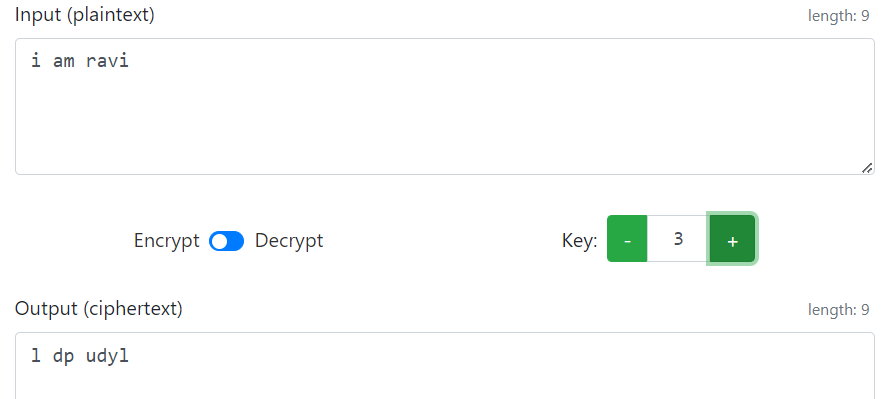 Input (plaintext) length: 9
i am ravi
Encrypt Decrypt Key: - 3 +
Output (ciphertext) length: 9
l dp udyl